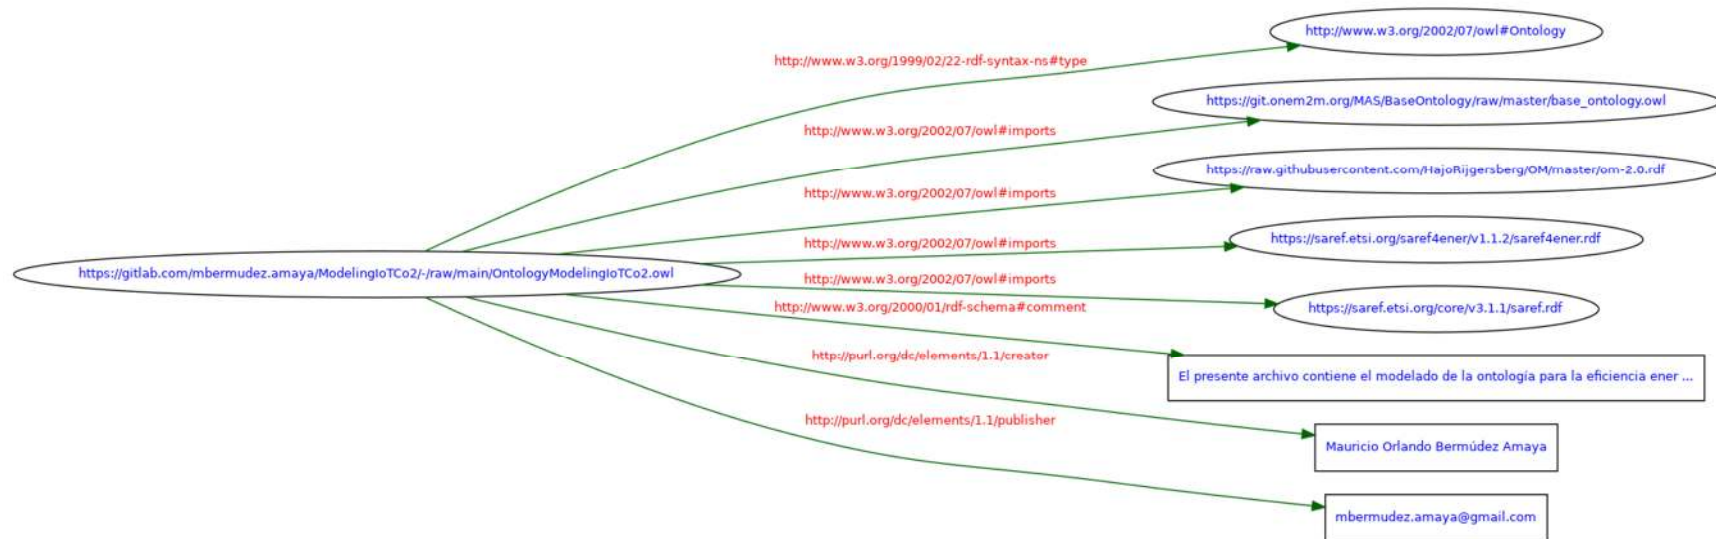 http://www.w3.org/2002/07/owl#Ontology
http://www.w3.org/1999/02/22-rdf-syntax-ns#type
https://git.onem2m.org/MAS/BaseOntology/raw/master/base_ontology.owl
http://www.w3.org/2002/07/owl#imports
https://raw.githubusercontent.com/HajoRijgersberg/OM/master/om-2.0.rdf
http://www.w3.org/2002/07/owl#imports
https://saref.etsi.org/saref4ener/v1.1.2/saref4ener.rdf
http://www.w3.org/2002/07/owl#imports
https://gitlab.com/mbermudez.amaya/ModelingIoTCo2/-/raw/main/OntologyModelingIoTCo2.owl
http://www.w3.org/2002/07/owl#imports
https://saref.etsi.org/core/v3.1.1/saref.rdf
http://www.w3.org/2000/01/rdf-schema#comment
http://purl.org/dc/elements/1.1/creator
El presente archivo contiene el modelado de la ontología para la eficiencia ener ...
http://purl.org/dc/elements/1.1/publisher
Mauricio Orlando Bermúdez Amaya
mbermudez.amaya@gmail.com